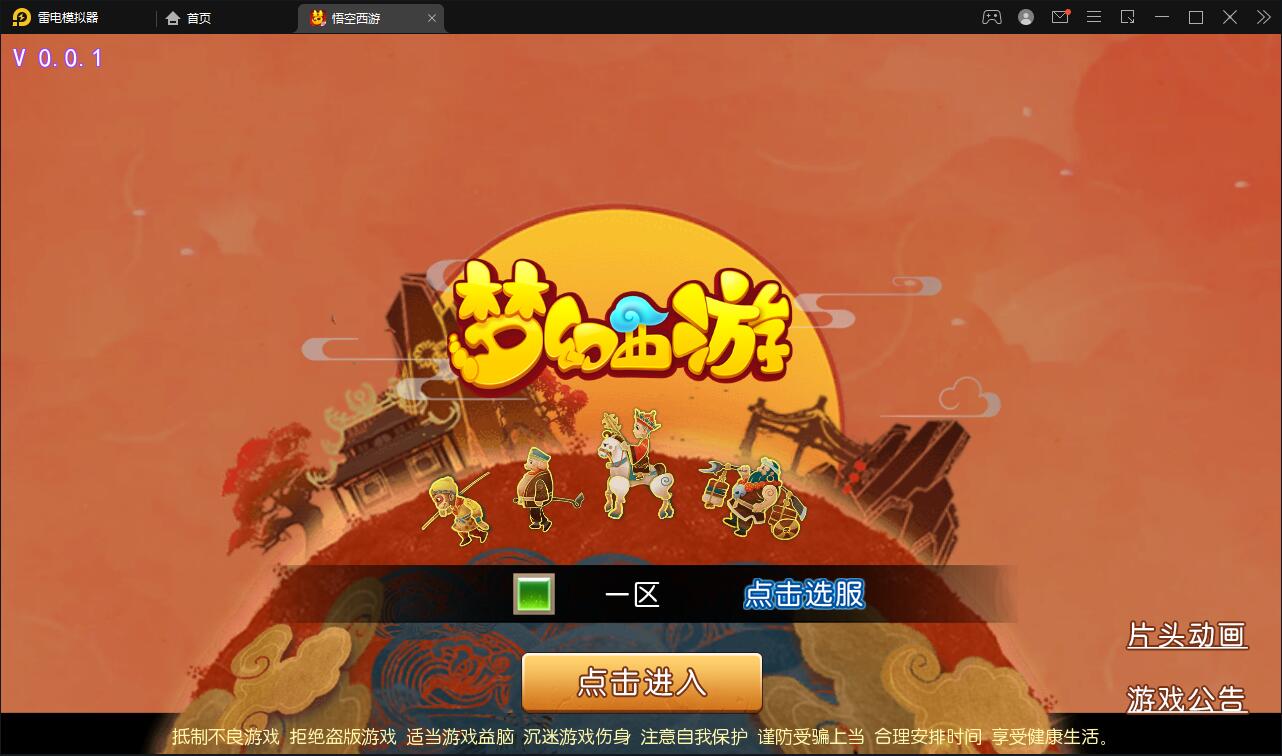 雷电模拟器 首页 悟空西游
V 0.0.1
梦幻西游
一区 点击选服
片头动画
点击进入
游戏公告
抵制不良游戏 拒绝盗版游戏 适当游戏益脑 沉迷游戏伤身 注意自我保护 谨防受骗上当 合理安排时间 享受健康生活。